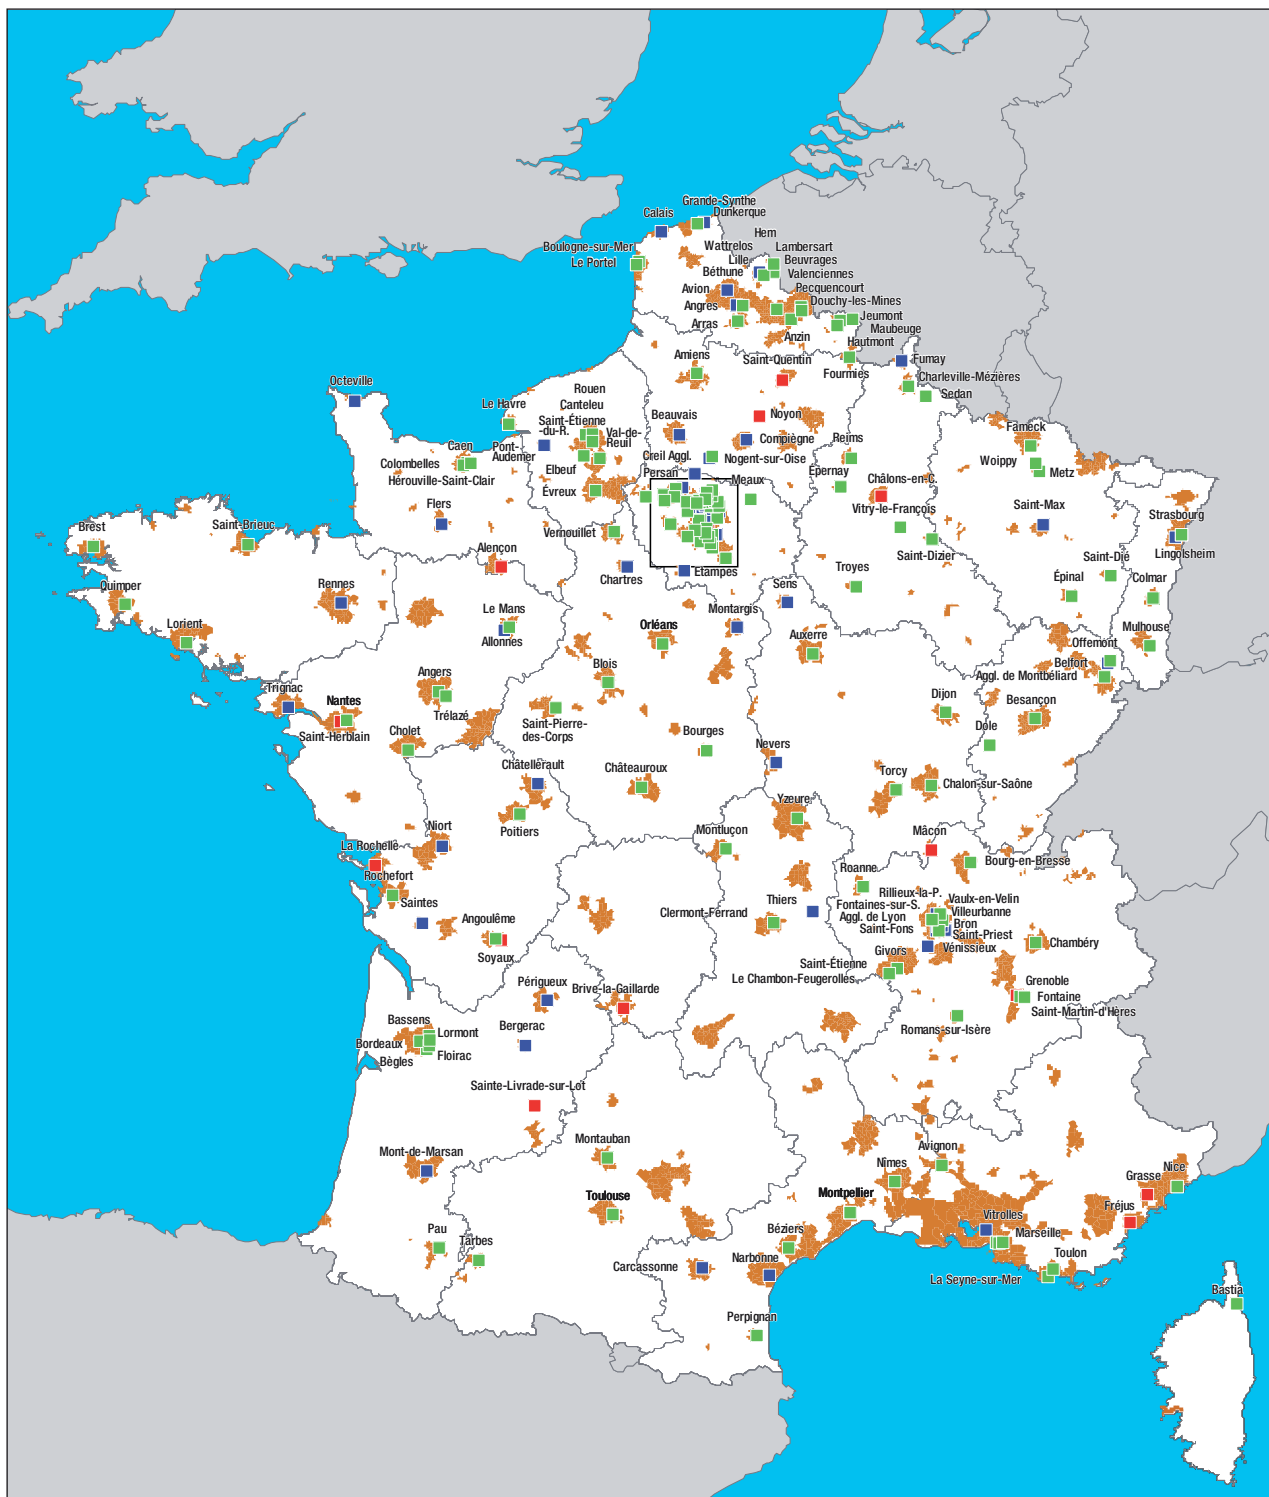 Grande-Synthe
Dunkerque
Calais
Hem
Boulogne-sur-Mer
Wattrelos
Lambersart
Le Portel
Lille
Beuvrages
Béthune
Valenciennes
Avion
Pecquencourt
Angres
Douchy-les-Mines
Arras
Jeumont
Anzin
Maubeuge
Hautmont
Amiens
Saint-Quentin
Fumay
Fourmies
Charleville-Mézières
Octeville
Sedan
Rouen
Le Havre
Canteleu
Beauvais
Noyon
Saint-Étienne
-du-R.
Val-de-
Reuil
Fameck
Caen
Pont-
Audemer
Compiègne
Reims
Colombelles
Creil Aggl.
Nogent-sur-Oise
Woippy
Hérouville-Saint-Clair
Elbeuf
Persan
Épernay
Metz
Meaux
Châlons-en-C.
Évreux
Flers
Vitry-le-François
Saint-Max
Strasbourg
Brest
Saint-Brieuc
Vernouillet
Alençon
Saint-Dizier
Lingolsheim
Saint-Dié
Chartres
Étampes
Troyes
Épinal
Colmar
Quimper
Rennes
Sens
Le Mans
Montargis
Lorient
Orléans
Allonnes
Auxerre
Mulhouse
Offemont
Belfort
Blois
Aggl. de Montbéliard
Angers
Trignac
Dijon
Besançon
Nantes
Trélazé
Saint-Pierre-
des-Corps
Saint-Herblain
Cholet
Bourges
Dole
Nevers
Châtellerault
Châteauroux
Torcy
Chalon-sur-Saône
Yzeure
Poitiers
Niort
Montluçon
Mâcon
La Rochelle
Bourg-en-Bresse
Roanne
Rochefort
Rillieux-la-P.
Saintes
Thiers
Vaulx-en-Velin
Fontaines-sur-S.
Clermont-Ferrand
Villeurbanne
Angoulême
Aggl. de Lyon
Bron
Saint-Fons
Saint-Priest
Chambéry
Soyaux
Givors
Vénissieux
Saint-Étienne
Le Chambon-Feugerolles
Périgueux
Brive-la-Gaillarde
Grenoble
Fontaine
Saint-Martin-d'Hères
Bassens
Bergerac
Romans-sur-Isère
Lormont
Bordeaux
Floirac
Bègles
Sainte-Livrade-sur-Lot
Montauban
Avignon
Mont-de-Marsan
Nîmes
Nice
Grasse
Toulouse
Montpellier
Fréjus
Vitrolles
Pau
Béziers
Marseille
Tarbes
Narbonne
Toulon
Carcassonne
La Seyne-sur-Mer
Bastia
Perpignan